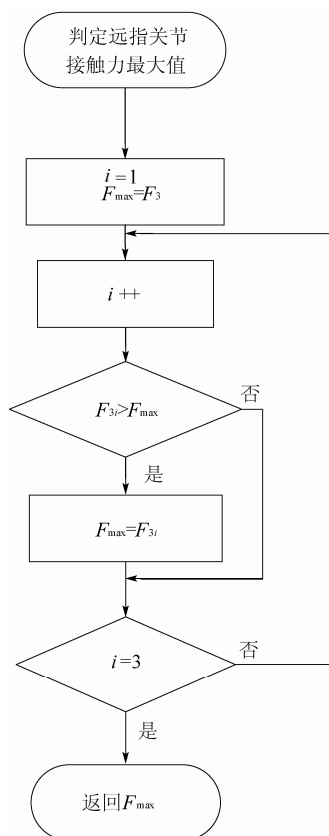 判定远指关节
接触力最大值
i=1
Fmax=F3
i ++
F3i>Fmax
否
是
Fmax=F3i
i=3
否
是
返回Fmax